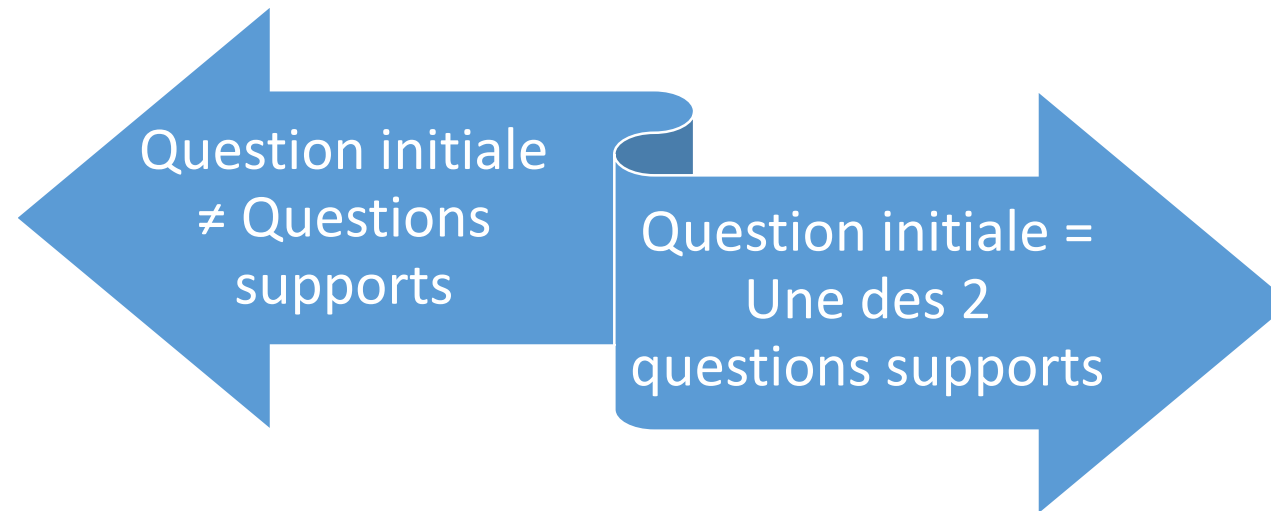 Question initiale
≠ Questions
supports
Question initiale =
Une des 2
questions supports